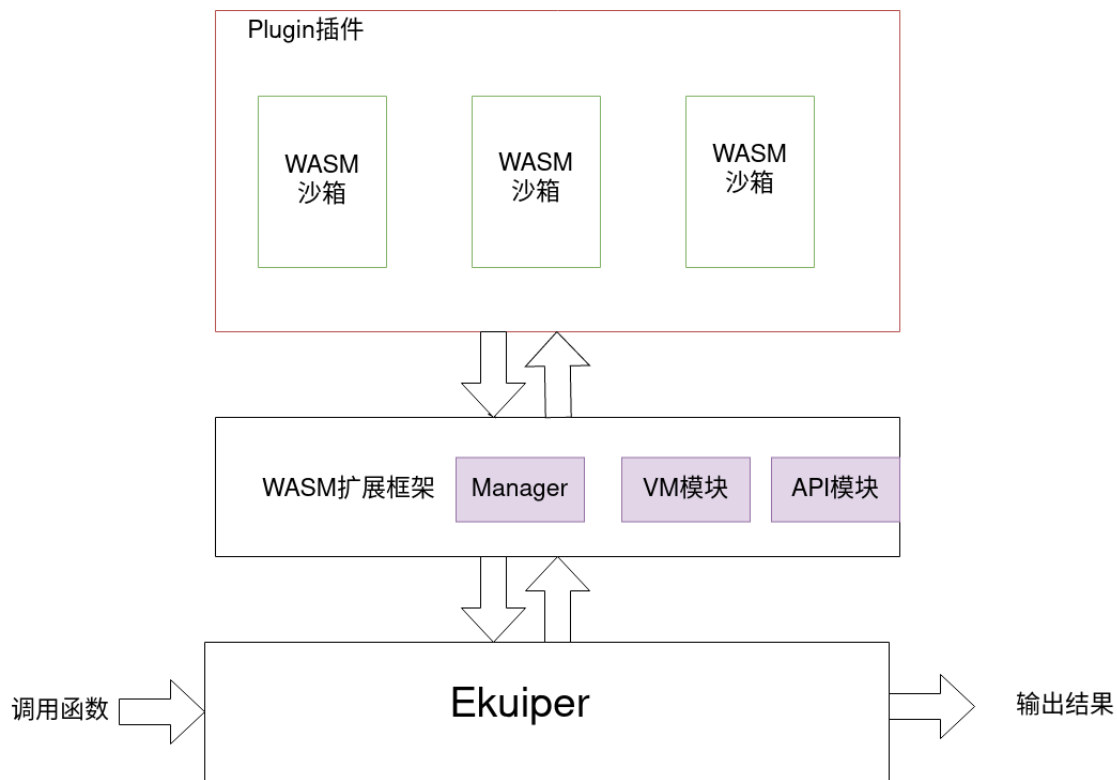 Plugin插件
WASM
沙箱
WASM
沙箱
WASM
沙箱
WASM扩展框架
Manager
VM模块
API模块
调用函数
Ekuiper
输出结果